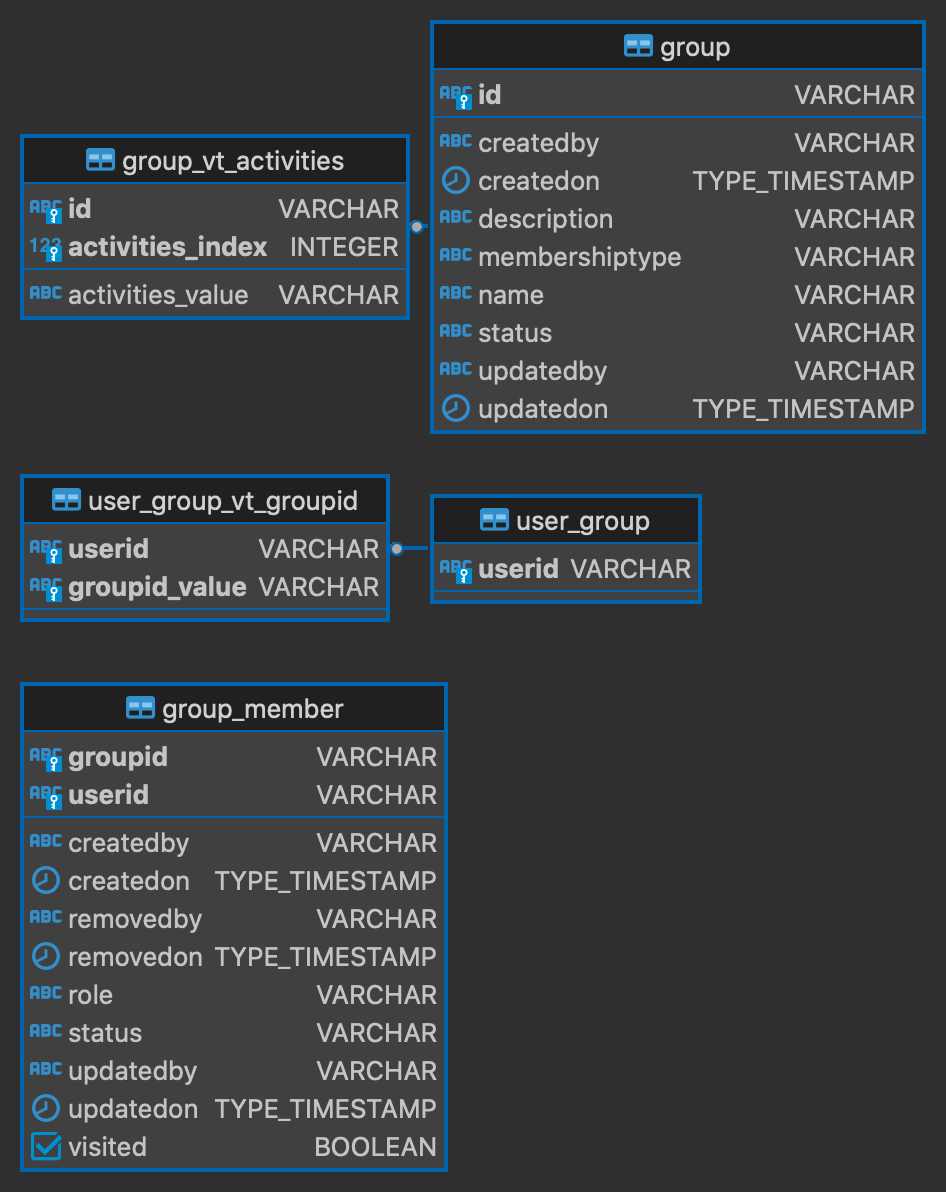 group
ABC id VARCHAR
ABC createdby VARCHAR
createdon TYPE_TIMESTAMP
ABC description VARCHAR
ABC membershiptype VARCHAR
ABC name VARCHAR
ABC status VARCHAR
ABC updatedby VARCHAR
updatedon TYPE_TIMESTAMP
group_vt_activities
ABC id VARCHAR
123 activities_index INTEGER
ABC activities_value VARCHAR
user_group_vt_groupid
ABC userid VARCHAR
ABC groupid_value VARCHAR
user_group
ABC userid VARCHAR
group_member
ABC groupid VARCHAR
ABC userid VARCHAR
ABC createdby VARCHAR
createdon TYPE_TIMESTAMP
ABC removedby VARCHAR
removedon TYPE_TIMESTAMP
ABC role VARCHAR
ABC status VARCHAR
ABC updatedby VARCHAR
updatedon TYPE_TIMESTAMP
visited BOOLEAN